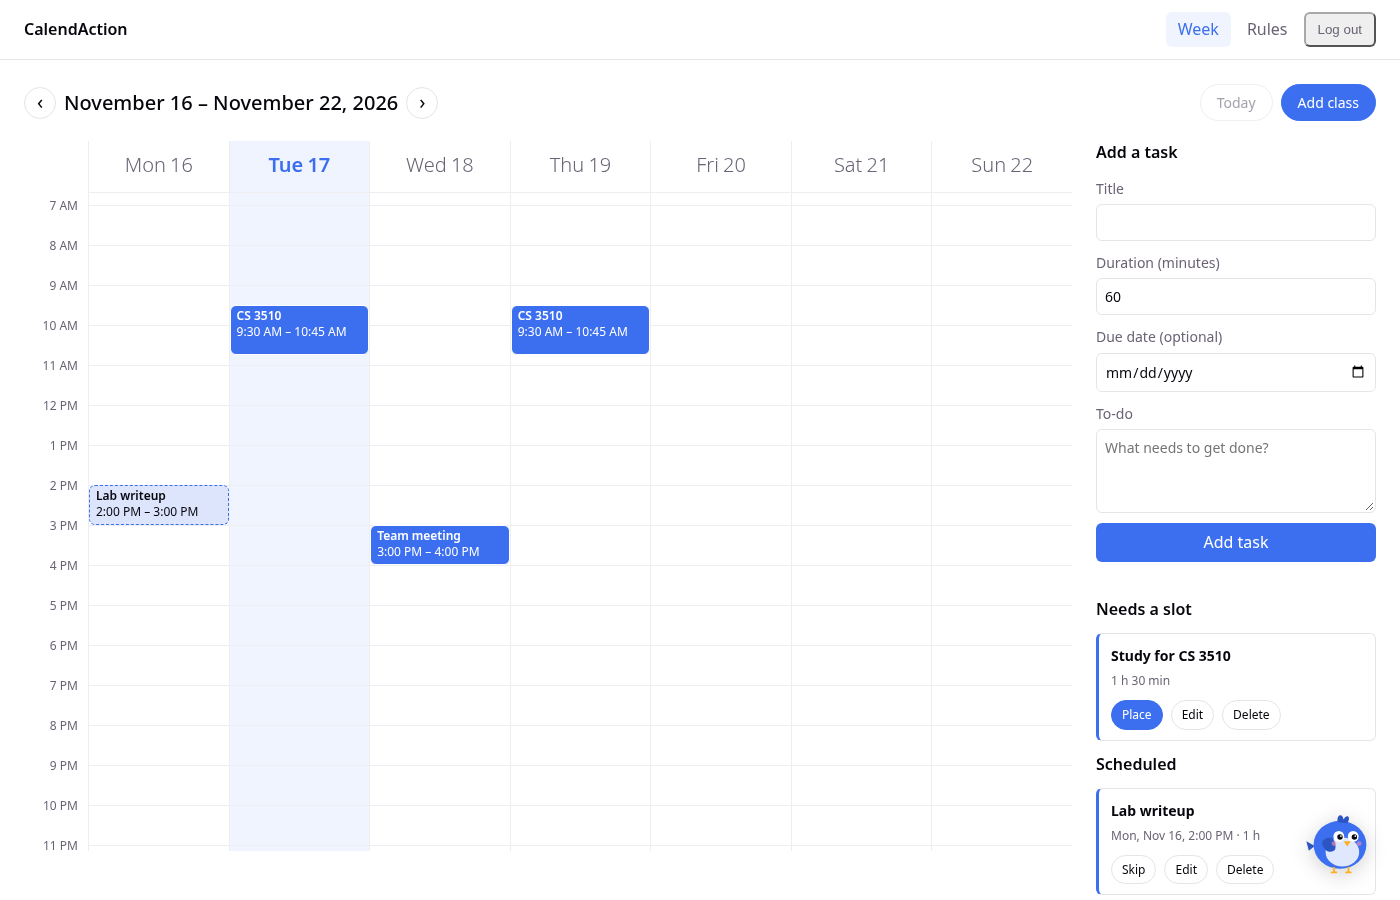 CalendAction
Week
Rules
Log out
‹
November 16 – November 22, 2026
›
Today
Add class
Mon 16
Tue 17
Wed 18
Thu 19
Fri 20
Sat 21
Sun 22
7 AM
8 AM
9 AM
10 AM
11 AM
12 PM
1 PM
2 PM
3 PM
4 PM
5 PM
6 PM
7 PM
8 PM
9 PM
10 PM
11 PM
Lab writeup
2:00 PM – 3:00 PM
CS 3510
9:30 AM – 10:45 AM
Team meeting
3:00 PM – 4:00 PM
CS 3510
9:30 AM – 10:45 AM
Add a task
Title
Duration (minutes)
60
Due date (optional)
mm/dd/yyyy
To-do
What needs to get done?
Add task
Needs a slot
Study for CS 3510
1 h 30 min
Place
Edit
Delete
Scheduled
Lab writeup
Mon, Nov 16, 2:00 PM · 1 h
Skip
Edit
Delete